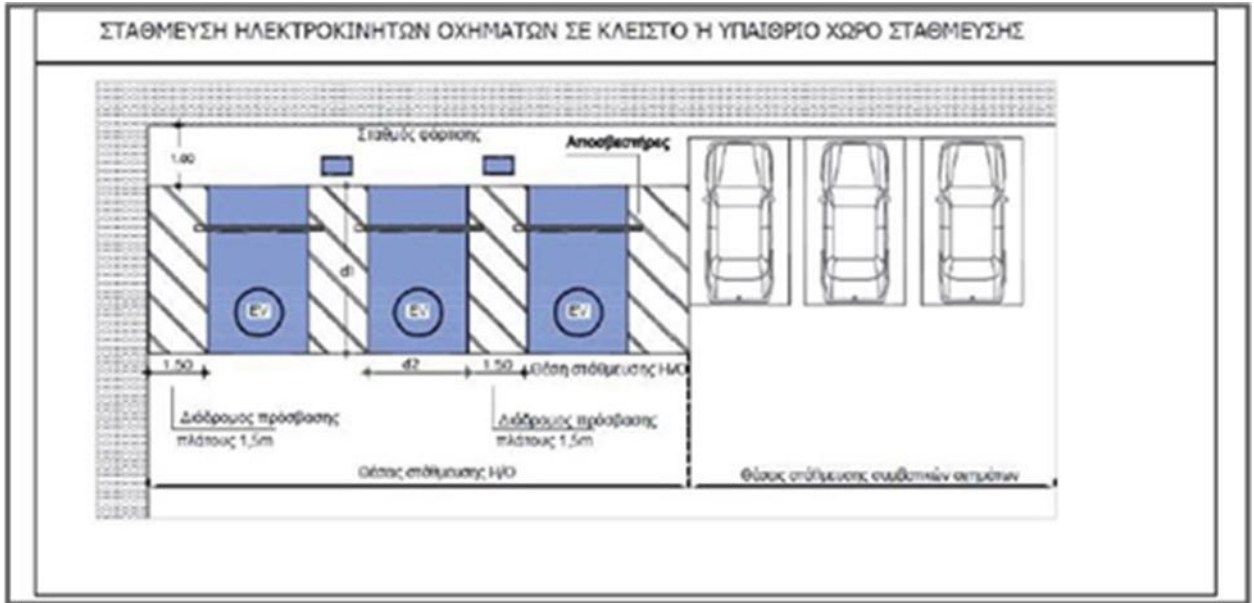 ΣΤΑΘΜΕΥΣΗ ΗΛΕΚΤΡΟΚΙΝΗΤΩΝ ΟΧΗΜΑΤΩΝ ΣΕ ΚΛΕΙΣΤΟ Ή ΥΠΑΙΘΡΙΟ ΧΩΡΟ ΣΤΑΘΜΕΥΣΗΣ
Σταθμός φόρτισης
Αποσβεστήρες
1.00
d1
EV EV EV
1.50 d2 1.50 Θέση στάθμευσης Η/Ο
Διάδρομος πρόσβασης
πλάτους 1,5m
Διάδρομος πρόσβασης
πλάτους 1,5m
Θέσεις στάθμευσης Η/Ο
Θέσεις στάθμευσης συμβατικών